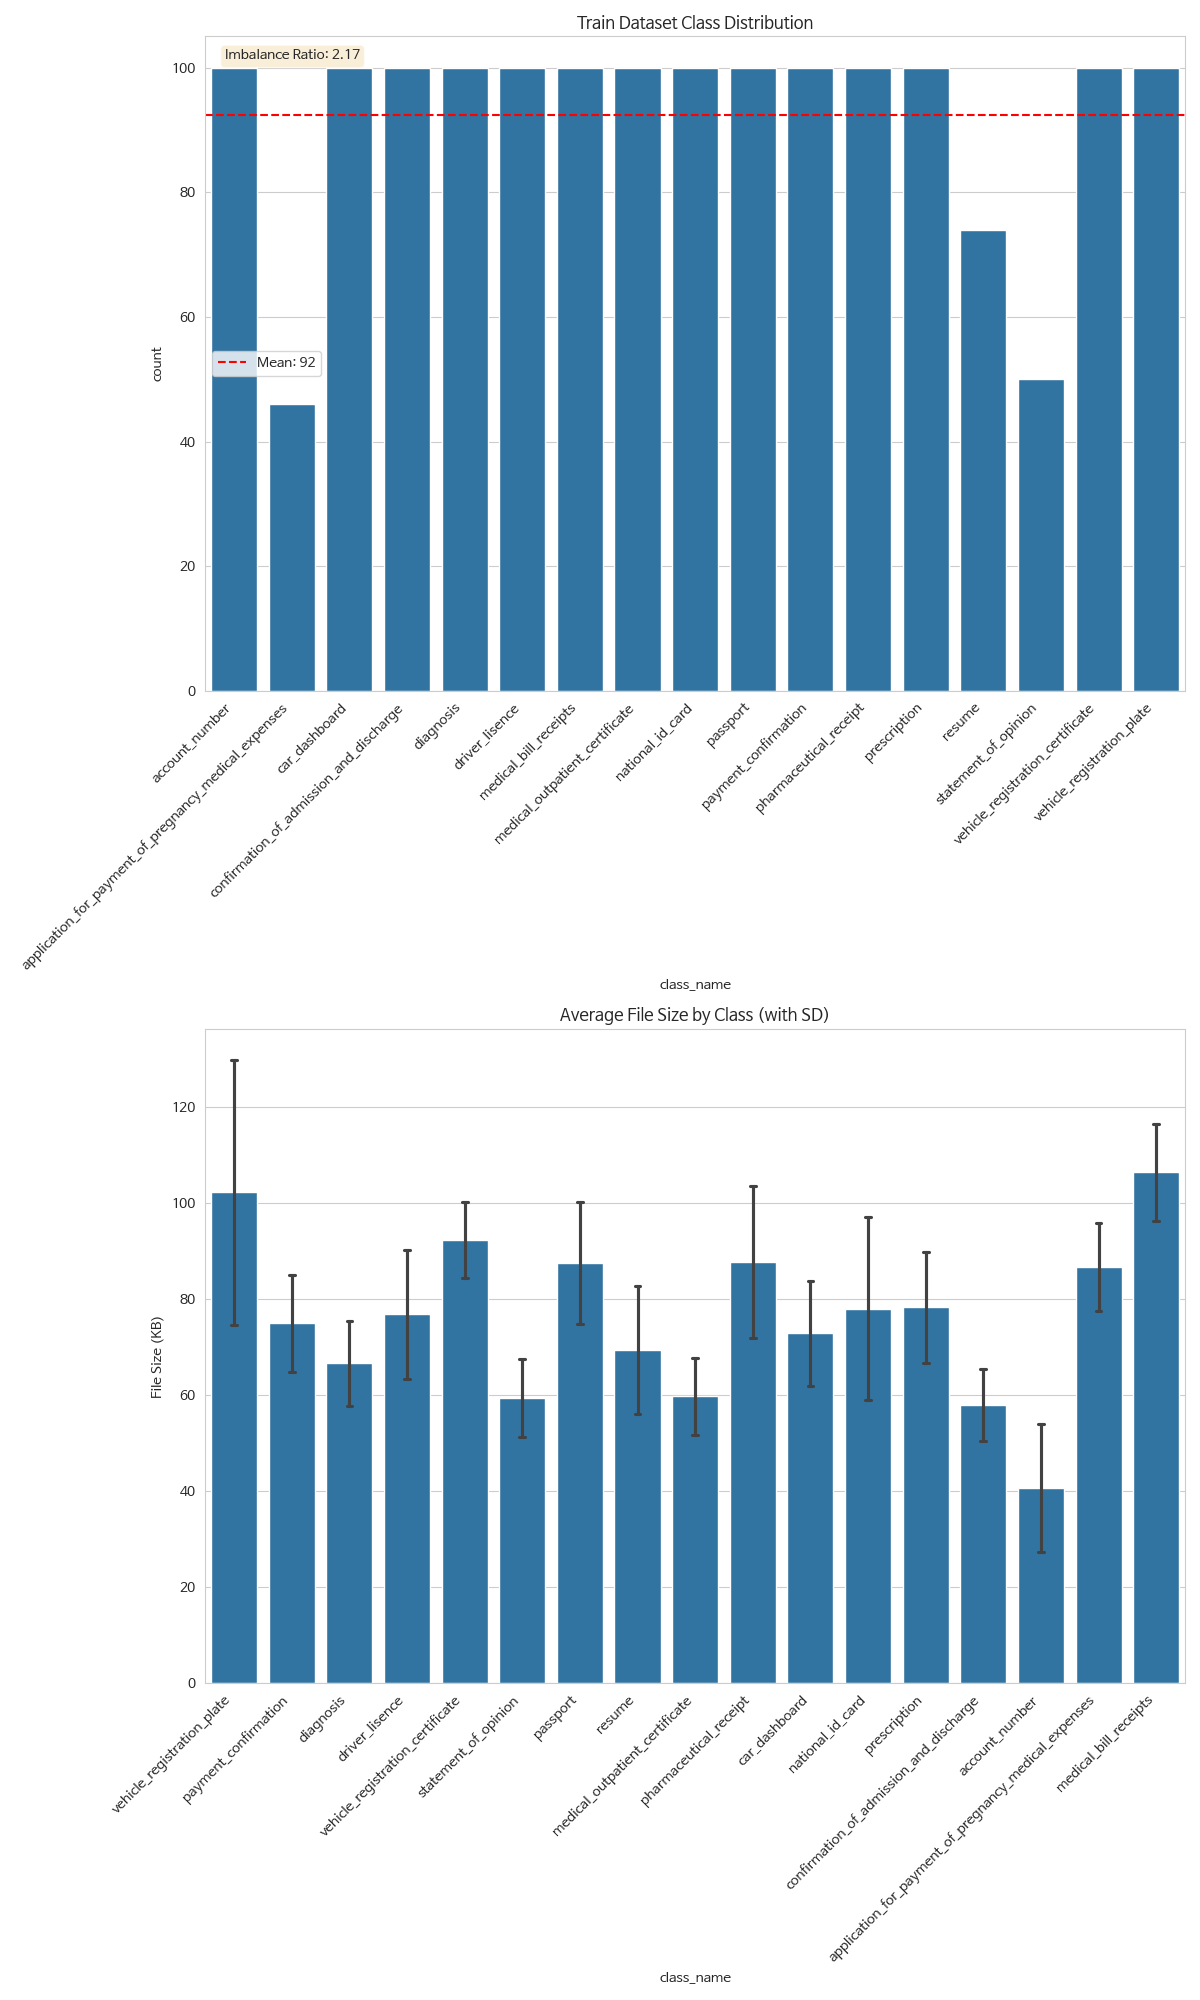 Train Dataset Class Distribution
Imbalance Ratio: 2.17
100
80
60
40
20
0
count
Mean: 92
account_number
application_for_payment_of_pregnancy_medical_expenses
car_dashboard
confirmation_of_admission_and_discharge
diagnosis
driver_lisence
medical_bill_receipts
medical_outpatient_certificate
national_id_card
passport
payment_confirmation
pharmaceutical_receipt
prescription
resume
statement_of_opinion
vehicle_registration_certificate
vehicle_registration_plate
class_name
Average File Size by Class (with SD)
120
100
80
60
40
20
0
File Size (KB)
vehicle_registration_plate
payment_confirmation
diagnosis
driver_lisence
vehicle_registration_certificate
statement_of_opinion
passport
resume
medical_outpatient_certificate
pharmaceutical_receipt
car_dashboard
national_id_card
prescription
confirmation_of_admission_and_discharge
account_number
application_for_payment_of_pregnancy_medical_expenses
medical_bill_receipts
class_name